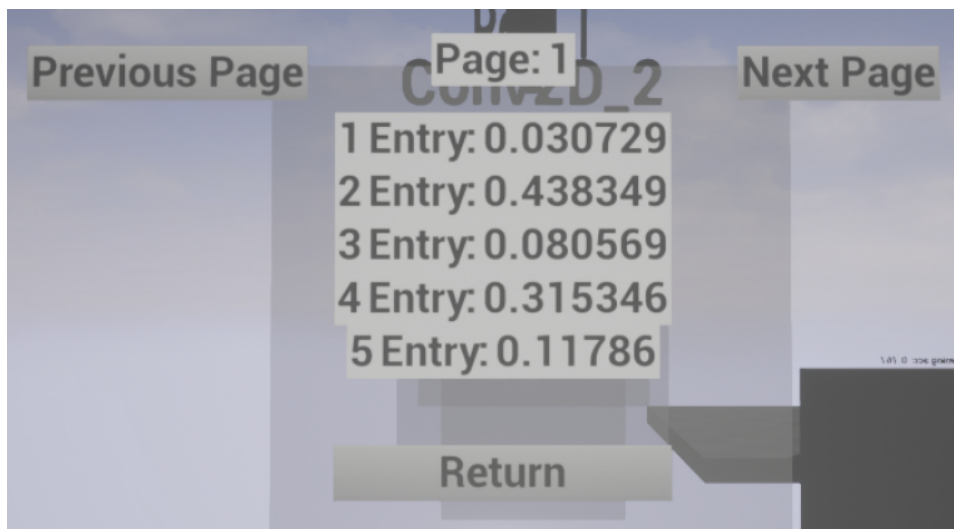 Page: 1
Previous Page
Next Page
Conv2D_2
1 Entry: 0.030729
2 Entry: 0.438349
3 Entry: 0.080569
4 Entry: 0.315346
5 Entry: 0.11786
Return